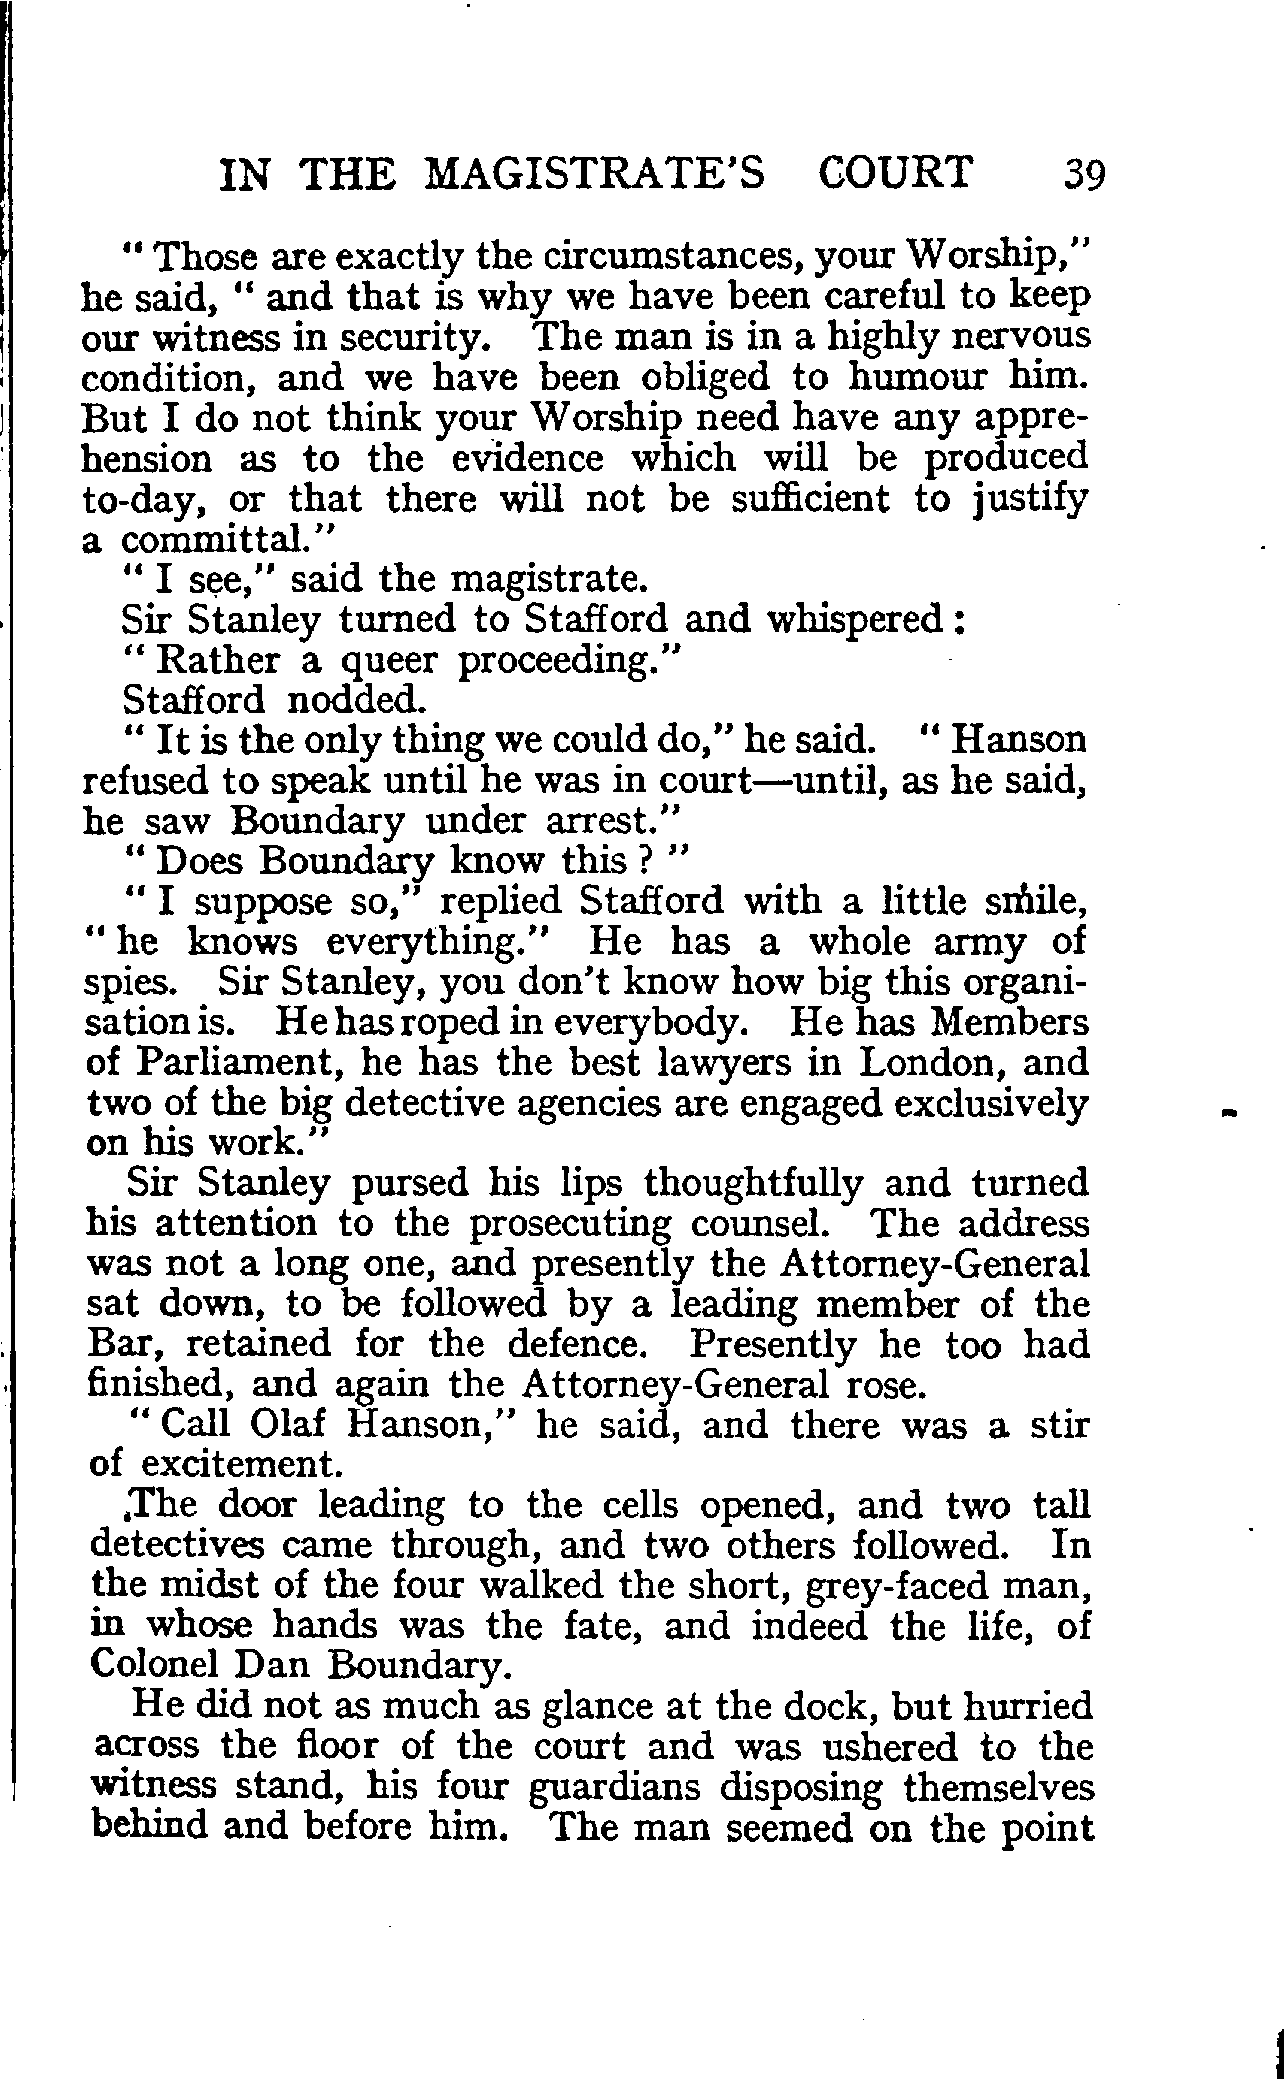 IN THE MAGISTRATE'S COURT 39
" Those are exactly the circumstances, your Worship,"
he said, " and that is why we have been careful to keep
our witness in security. The man is in a highly nervous
condition, and we have been obliged to humour him.
But I do not think your Worship need have any appre-
hension as to the evidence which will be produced
to-day, or that there will not be sufficient to justify
a committal."
" I see," said the magistrate.
Sir Stanley turned to Stafford and whispered :
" Rather a queer proceeding."
Stafford nodded.
" It is the only thing we could do," he said. " Hanson
refused to speak until he was in court—until, as he said,
he saw Boundary under arrest."
" Does Boundary know this ? "
" I suppose so," replied Stafford with a little smile,
" he knows everything." He has a whole army of
spies. Sir Stanley, you don't know how big this organi-
sation is. He has roped in everybody. He has Members
of Parliament, he has the best lawyers in London, and
two of the big detective agencies are engaged exclusively
on his work."
Sir Stanley pursed his lips thoughtfully and turned
his attention to the prosecuting counsel. The address
was not a long one, and presently the Attorney-General
sat down, to be followed by a leading member of the
Bar, retained for the defence. Presently he too had
finished, and again the Attorney-General rose.
" Call Olaf Hanson," he said, and there was a stir
of excitement.
The door leading to the cells opened, and two tall
detectives came through, and two others followed. In
the midst of the four walked the short, grey-faced man,
in whose hands was the fate, and indeed the life, of
Colonel Dan Boundary.
He did not as much as glance at the dock, but hurried
across the floor of the court and was ushered to the
witness stand, his four guardians disposing themselves
behind and before him. The man seemed on the point